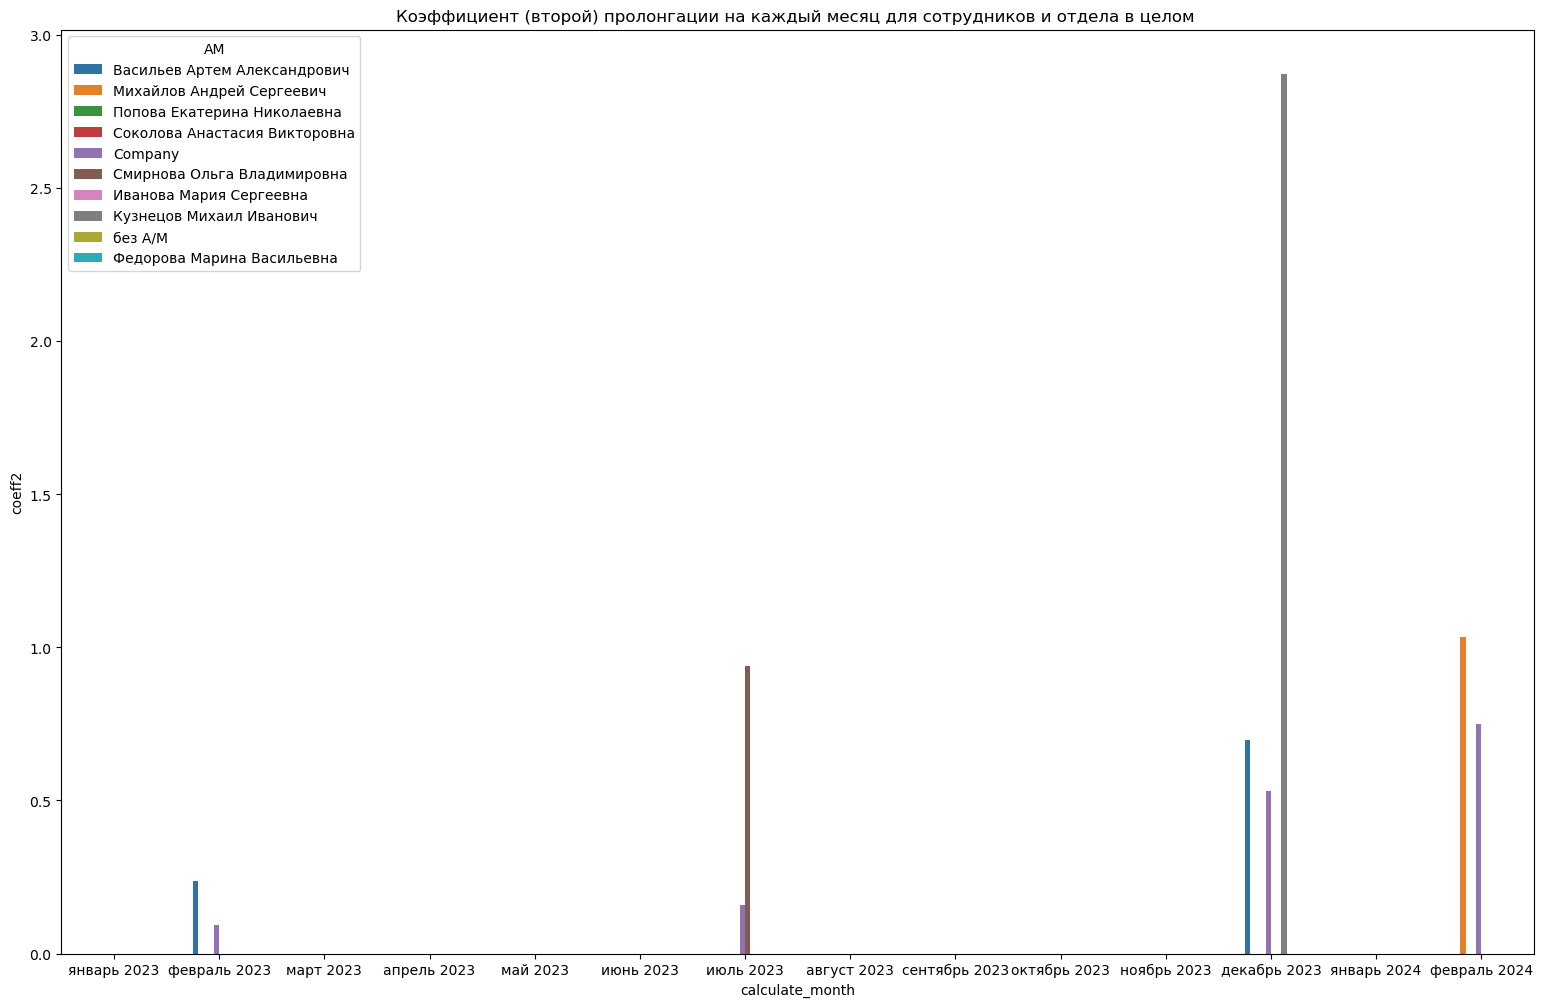 Коэффициент (второй) пролонгации на каждый месяц для сотрудников и отдела в целом
AM
Васильев Артем Александрович
Михайлов Андрей Сергеевич
Попова Екатерина Николаевна
Соколова Анастасия Викторовна
Company
Смирнова Ольга Владимировна
Иванова Мария Сергеевна
Кузнецов Михаил Иванович
без А/М
Федорова Марина Васильевна
3.0
2.5
2.0
1.5
1.0
0.5
0.0
coeff2
январь 2023 февраль 2023 март 2023 апрель 2023 май 2023 июнь 2023 июль 2023 август 2023 сентябрь 2023 октябрь 2023 ноябрь 2023 декабрь 2023 январь 2024 февраль 2024
calculate_month